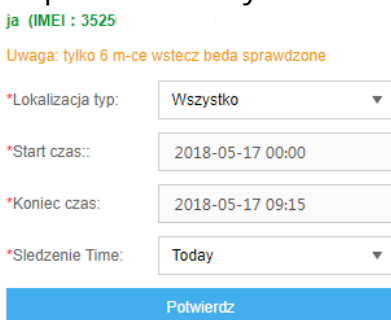 ja (IMEI : 3525
Uwaga: tylko 6 m-ce wstecz beda sprawdzone
*Lokalizacja typ: Wszystko
*Start czas:: 2018-05-17 00:00
*Koniec czas: 2018-05-17 09:15
*Sledzenie Time: Today
Potwierdz